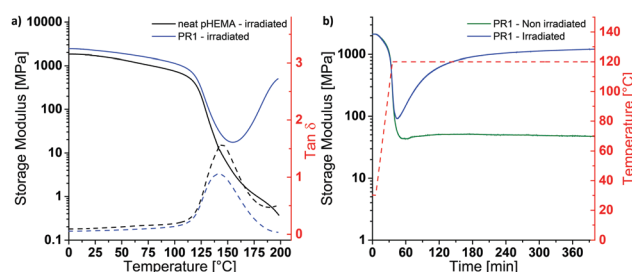 a)
neat pHEMA - irradiated
PR1 - irradiated
Storage Modulus [MPa]
10000
1000
100
10
1
0.1
0 25 50 75 100 125 150 175 200
Temperature [°C]
3
2
1
0
Tan δ
b)
PR1 - Non irradiated
PR1 - Irradiated
Storage Modulus [MPa]
1000
100
10
1
0 60 120 180 240 300 360
Time [min]
140
120
100
80
60
40
20
0
Temperature [°C]